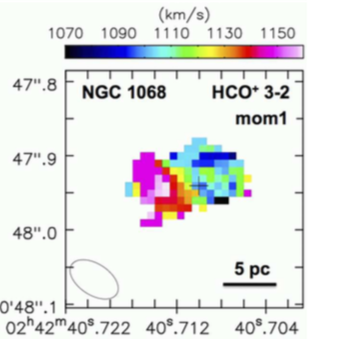 (km/s)
1070 1090 1110 1130 1150
NGC 1068 HCO⁺ 3-2
mom1
47".8
47".9
48".0
5 pc
0'48".1
02ʰ42ᵐ40ˢ.722 40ˢ.712 40ˢ.704